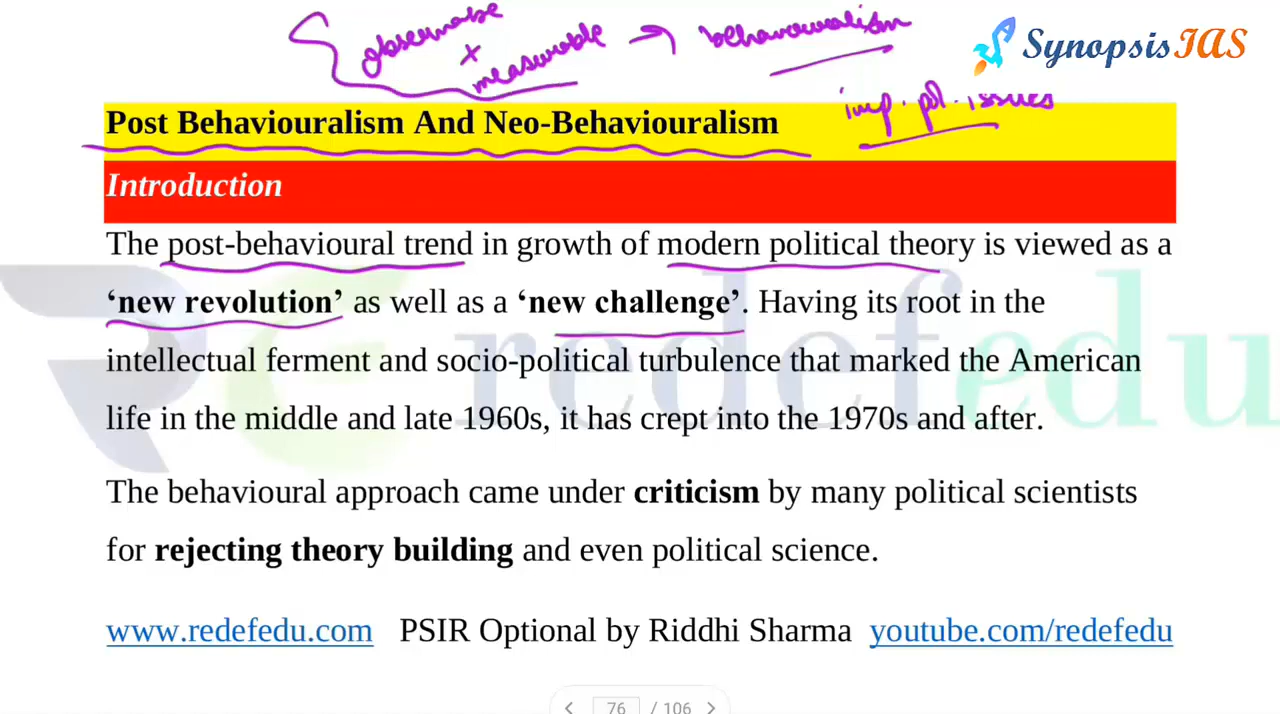 observable
×
measurable → behaviouralism
SynopsisIAS
imp. pol. issues
Post Behaviouralism And Neo-Behaviouralism
Introduction
The post-behavioural trend in growth of modern political theory is viewed as a
‘new revolution’ as well as a ‘new challenge’. Having its root in the
intellectual ferment and socio-political turbulence that marked the American
life in the middle and late 1960s, it has crept into the 1970s and after.
The behavioural approach came under criticism by many political scientists
for rejecting theory building and even political science.
redefedu
www.redefedu.com PSIR Optional by Riddhi Sharma youtube.com/redefedu
76 / 106